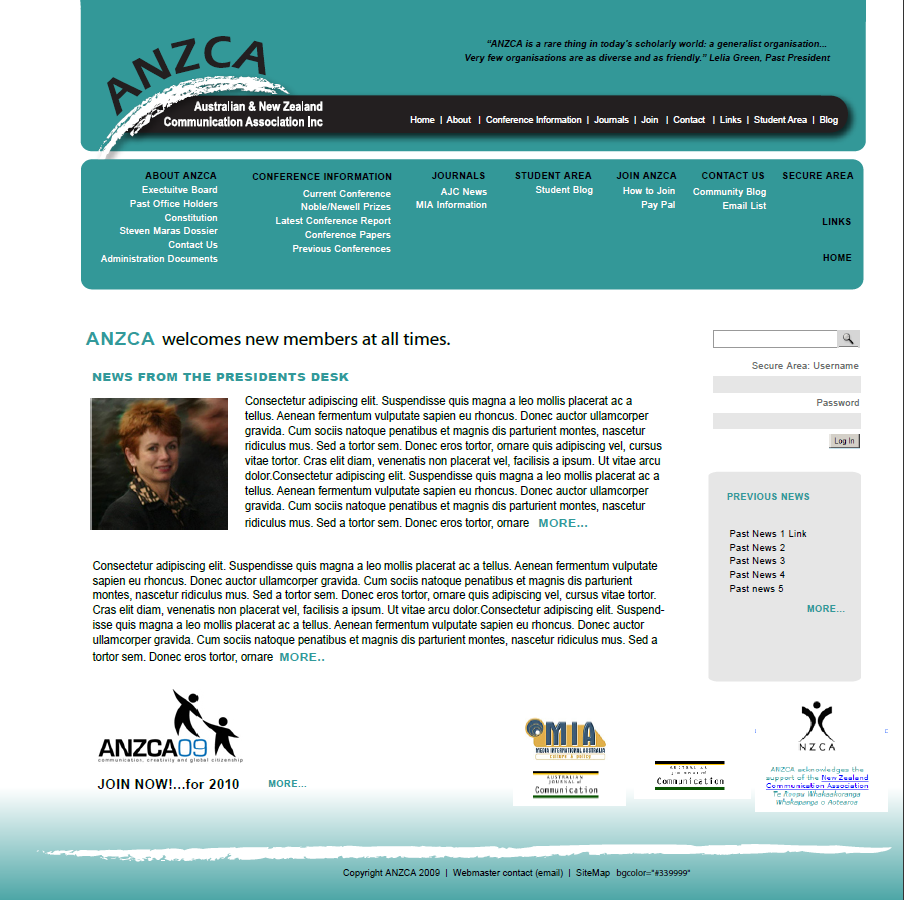 ANZCA
Australian & New Zealand
Communication Association Inc
“ANZCA is a rare thing in today's scholarly world: a generalist organisation...
Very few organisations are as diverse and as friendly.” Lelia Green, Past President
Home | About | Conference Information | Journals | Join | Contact | Links | Student Area | Blog
ABOUT ANZCA
Exectuitve Board
Past Office Holders
Constitution
Steven Maras Dossier
Contact Us
Administration Documents
CONFERENCE INFORMATION
Current Conference
Noble/Newell Prizes
Latest Conference Report
Conference Papers
Previous Conferences
JOURNALS
AJC News
MIA Information
STUDENT AREA
Student Blog
JOIN ANZCA
How to Join
Pay Pal
CONTACT US
Community Blog
Email List
SECURE AREA
LINKS
HOME
ANZCA welcomes new members at all times.
NEWS FROM THE PRESIDENTS DESK
Consectetur adipiscing elit. Suspendisse quis magna a leo mollis placerat ac a
tellus. Aenean fermentum vulputate sapien eu rhoncus. Donec auctor ullamcorper
gravida. Cum sociis natoque penatibus et magnis dis parturient montes, nascetur
ridiculus mus. Sed a tortor sem. Donec eros tortor, ornare quis adipiscing vel, cursus
vitae tortor. Cras elit diam, venenatis non placerat vel, facilisis a ipsum. Ut vitae arcu
dolor.Consectetur adipiscing elit. Suspendisse quis magna a leo mollis placerat ac a
tellus. Aenean fermentum vulputate sapien eu rhoncus. Donec auctor ullamcorper
gravida. Cum sociis natoque penatibus et magnis dis parturient montes, nascetur
ridiculus mus. Sed a tortor sem. Donec eros tortor, ornare MORE...
Consectetur adipiscing elit. Suspendisse quis magna a leo mollis placerat ac a tellus. Aenean fermentum vulputate
sapien eu rhoncus. Donec auctor ullamcorper gravida. Cum sociis natoque penatibus et magnis dis parturient
montes, nascetur ridiculus mus. Sed a tortor sem. Donec eros tortor, ornare quis adipiscing vel, cursus vitae tortor.
Cras elit diam, venenatis non placerat vel, facilisis a ipsum. Ut vitae arcu dolor.Consectetur adipiscing elit. Suspend-
isse quis magna a leo mollis placerat ac a tellus. Aenean fermentum vulputate sapien eu rhoncus. Donec auctor
ullamcorper gravida. Cum sociis natoque penatibus et magnis dis parturient montes, nascetur ridiculus mus. Sed a
tortor sem. Donec eros tortor, ornare MORE..
Secure Area: Username
Password
Log In
PREVIOUS NEWS
Past News 1 Link
Past News 2
Past News 3
Past News 4
Past news 5
MORE...
ANZCA09
communication, creativity and global citizenship
JOIN NOW!...for 2010 MORE...
MIA
MEDIA INTERNATIONAL AUSTRALIA
culture & policy
AUSTRALIAN
JOURNAL OF
Communication
Communication
NZCA
ANZCA acknowledges the
support of the New Zealand
Communication Association
Te Roopu Whakaakoranga
Whakapanga o Aotearoa
Copyright ANZCA 2009 | Webmaster contact (email) | SiteMap bgcolor="#339999"